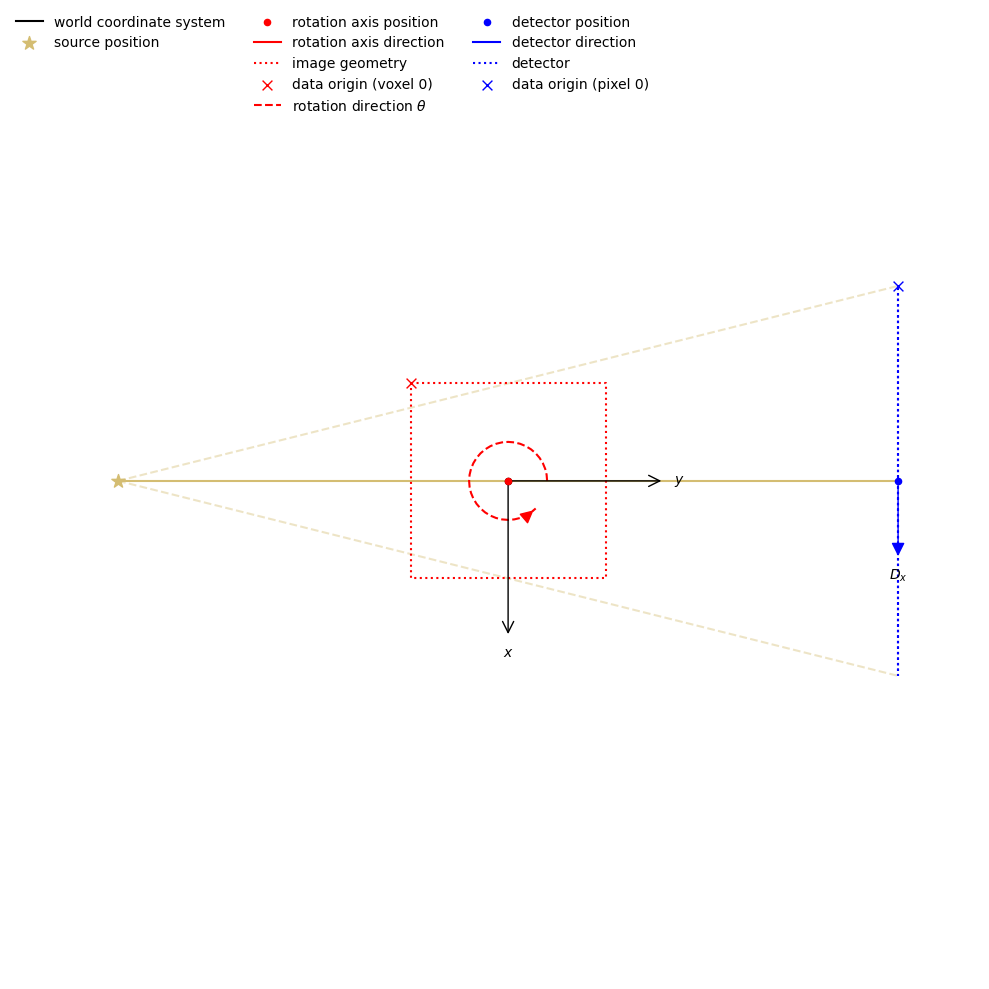 world coordinate system
source position
rotation axis position
rotation axis direction
image geometry
data origin (voxel 0)
rotation direction θ
detector position
detector direction
detector
data origin (pixel 0)
y
Dₓ
x